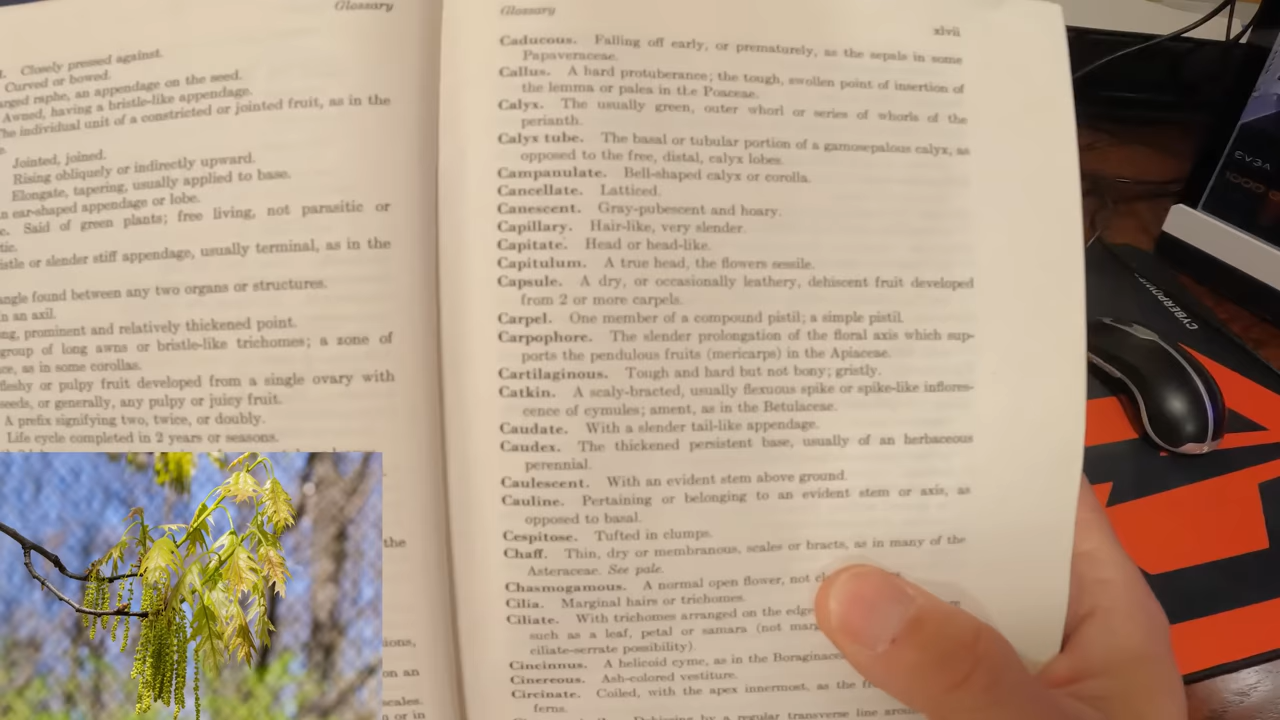 Glossary
Closely pressed against.
Curved or bowed.
raphe, an appendage on the seed.
Awned, having a bristle-like appendage.
individual unit of a constricted or jointed fruit, as in the
Jointed, joined.
Rising obliquely or indirectly upward.
Elongate, tapering, usually applied to base.
ear-shaped appendage or lobe.
Said of green plants; free living, not parasitic or
or slender stiff appendage, usually terminal, as in the
found between any two organs or structures.
in an axil.
prominent and relatively thickened point.
group of long awns or bristle-like trichomes; a zone of
as in some corollas.
or pulpy fruit developed from a single ovary with
seeds, or generally, any pulpy or juicy fruit.
A prefix signifying two, twice, or doubly.
Life cycle completed in 2 years or seasons.
the
on an
scales.
or in
Glossary
xlvii
Caducous. Falling off early, or prematurely, as the sepals in some
Papaveraceae.
Callus. A hard protuberance; the tough, swollen point of insertion of
the lemma or palea in the Poaceae.
Calyx. The usually green, outer whorl or series of whorls of the
perianth.
Calyx tube. The basal or tubular portion of a gamosepalous calyx, as
opposed to the free, distal, calyx lobes.
Campanulate. Bell-shaped calyx or corolla.
Cancellate. Latticed.
Canescent. Gray-pubescent and hoary.
Capillary. Hair-like, very slender.
Capitate. Head or head-like.
Capitulum. A true head, the flowers sessile.
Capsule. A dry, or occasionally leathery, dehiscent fruit developed
from 2 or more carpels.
Carpel. One member of a compound pistil; a simple pistil.
Carpophore. The slender prolongation of the floral axis which sup-
ports the pendulous fruits (mericarps) in the Apiaceae.
Cartilaginous. Tough and hard but not bony; gristly.
Catkin. A scaly-bracted, usually flexuous spike or spike-like inflores-
cence of cymules; ament, as in the Betulaceae.
Caudate. With a slender tail-like appendage.
Caudex. The thickened persistent base, usually of an herbaceous
perennial.
Caulescent. With an evident stem above ground.
Cauline. Pertaining or belonging to an evident stem or axis, as
opposed to basal.
Cespitose. Tufted in clumps.
Chaff. Thin, dry or membranous, scales or bracts, as in many of the
Asteraceae. See pale.
Chasmogamous. A normal open flower, not
Cilia. Marginal hairs or trichomes.
Ciliate. With trichomes arranged on the
such as a leaf, petal or samara (not
ciliate-serrate possibility).
Cincinnus. A helicoid cyme, as in the
Cinereous. Ash-colored vestiture.
Circinate. Coiled, with the apex innermost, as the
ferns.
by a regular transverse line
CYBERPOWER